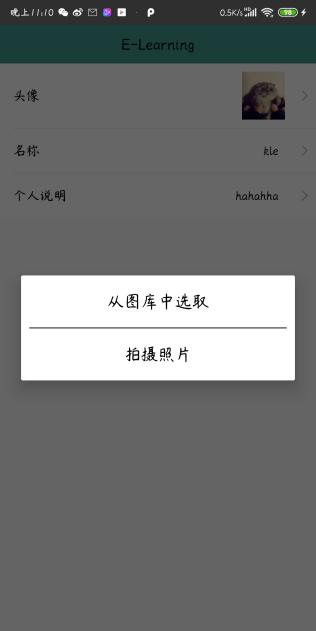 晚上11:10
0.5K/s
HD
98
E-Learning
头像
名称
kle
个人说明
hahahha
从图库中选取
拍摄照片